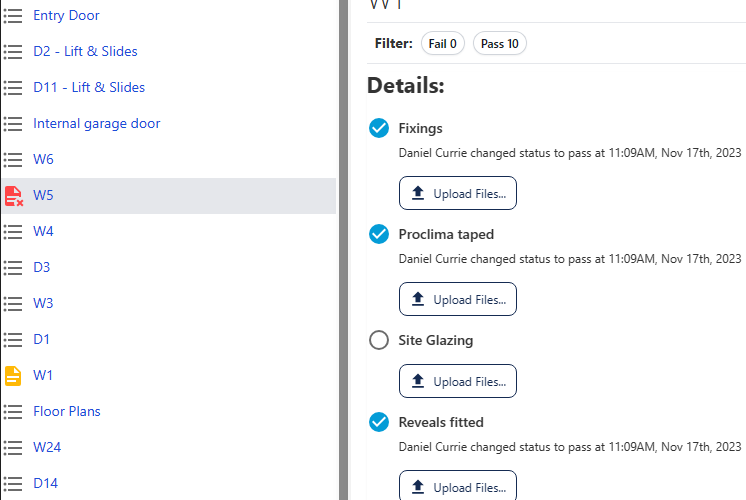 Entry Door
D2 - Lift & Slides
D11 - Lift & Slides
Internal garage door
W6
W5
W4
D3
W3
D1
W1
Floor Plans
W24
D14
W1
Filter: Fail 0 Pass 10
Details:
Fixings
Daniel Currie changed status to pass at 11:09AM, Nov 17th, 2023
Upload Files...
Proclima taped
Daniel Currie changed status to pass at 11:09AM, Nov 17th, 2023
Upload Files...
Site Glazing
Upload Files...
Reveals fitted
Daniel Currie changed status to pass at 11:09AM, Nov 17th, 2023
Upload Files...